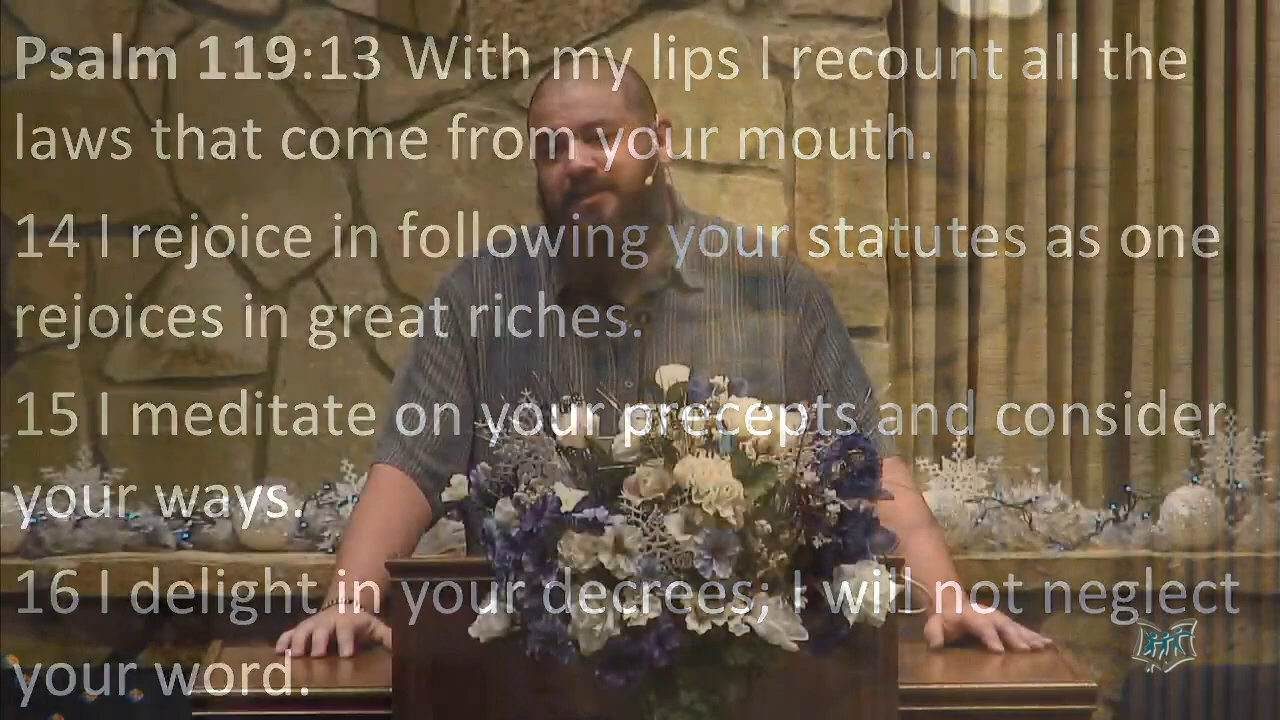 Psalm 119:13 With my lips I recount all the
laws that come from your mouth.
14 I rejoice in following your statutes as one
rejoices in great riches.
15 I meditate on your precepts and consider
your ways.
16 I delight in your decrees; I will not neglect
your word.